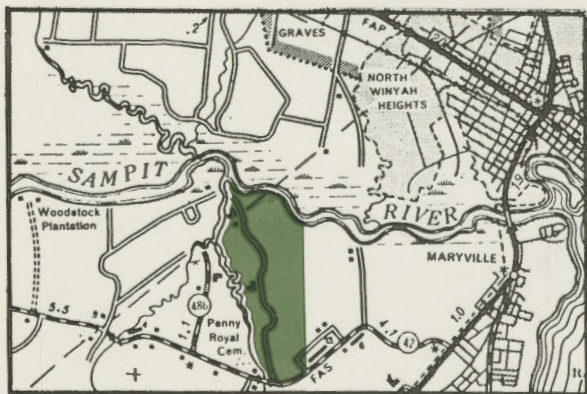 .2
GRAVES
FAP
NORTH
WINYAH
HEIGHTS
SAMPIT
RIVER
Woodstock
Plantation
MARYVILLE
486
5.5
1.1
Penny
Royal
Cem.
FAS
4.7
42
1.0